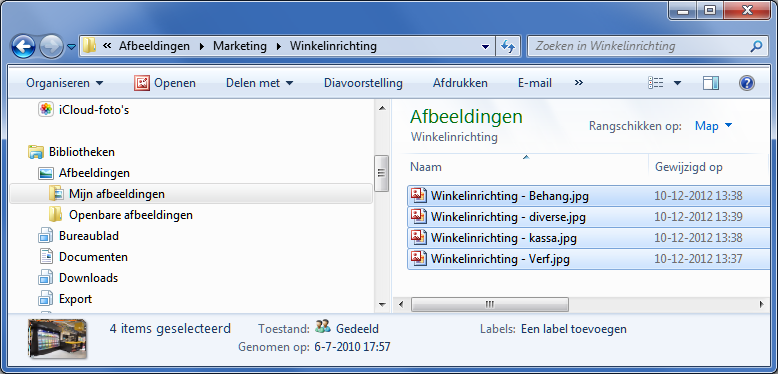 « Afbeeldingen Marketing Winkelinrichting
Zoeken in Winkelinrichting
Organiseren Openen Delen met Diavoorstelling Afdrukken E-mail »
iCloud-foto's
Bibliotheken
Afbeeldingen
Mijn afbeeldingen
Openbare afbeeldingen
Bureaublad
Documenten
Downloads
Export
Afbeeldingen
Winkelinrichting
Rangschikken op: Map
Naam Gewijzigd op
Winkelinrichting - Behang.jpg 10-12-2012 13:38
Winkelinrichting - diverse.jpg 10-12-2012 13:39
Winkelinrichting - kassa.jpg 10-12-2012 13:38
Winkelinrichting - Verf.jpg 10-12-2012 13:37
4 items geselecteerd Toestand: Gedeeld Labels: Een label toevoegen
Genomen op: 6-7-2010 17:57